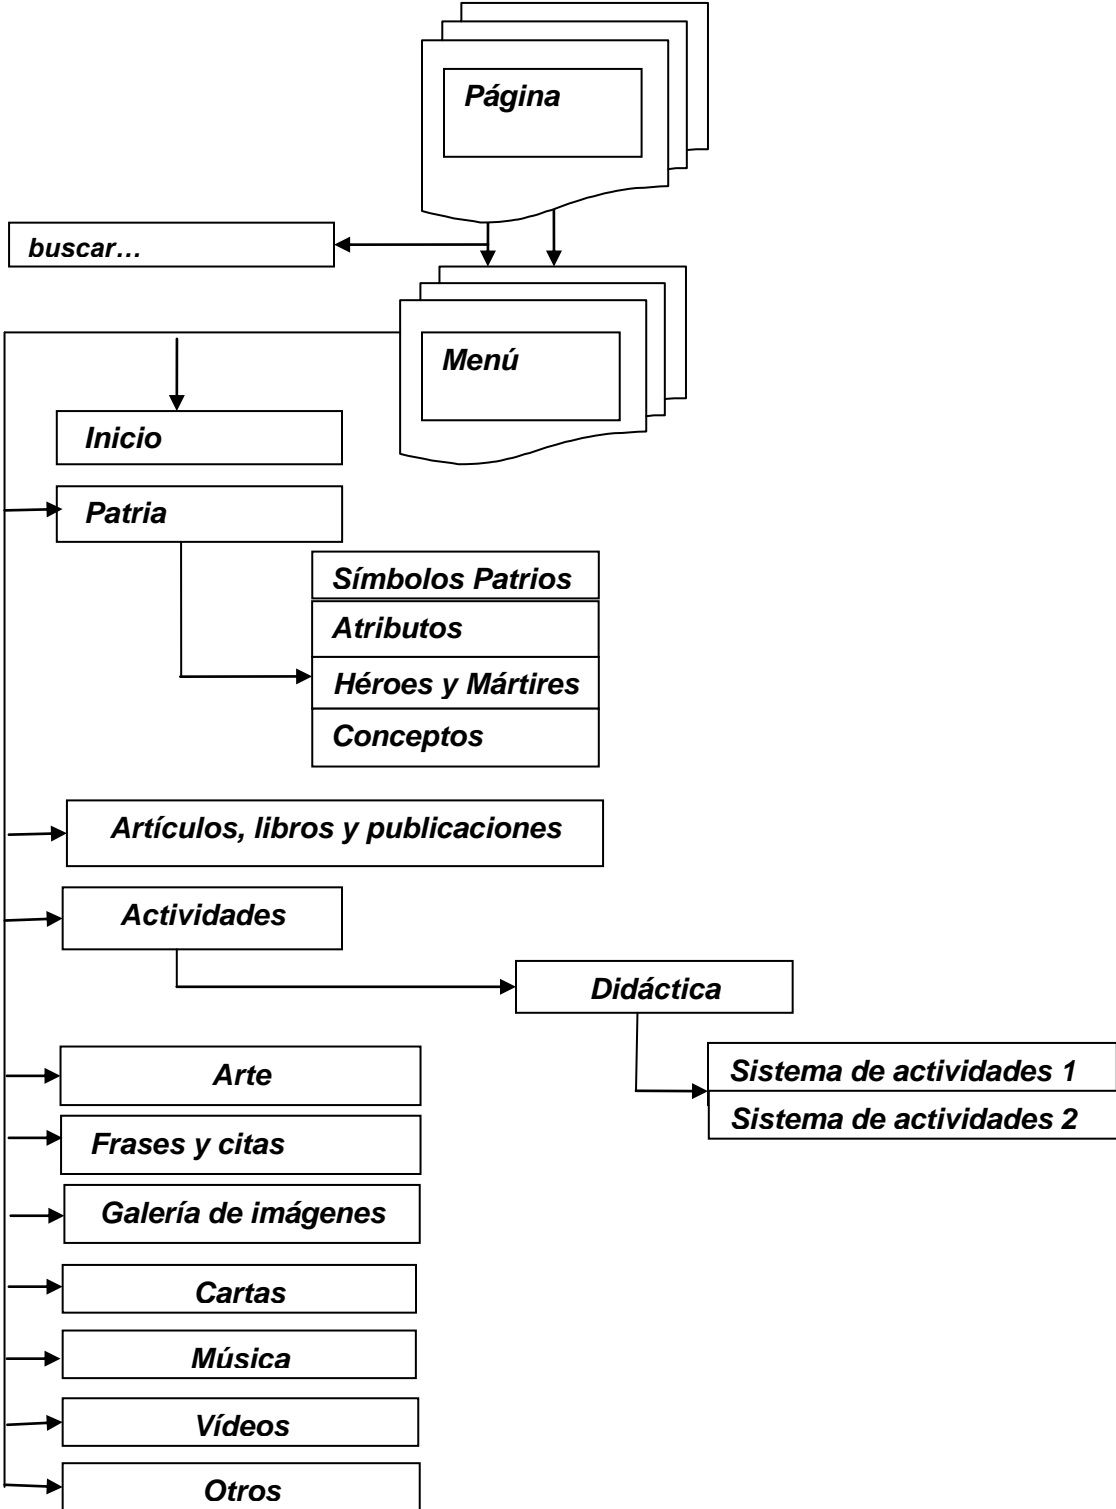 Página
buscar…
Menú
Inicio
Patria
Símbolos Patrios
Atributos
Héroes y Mártires
Conceptos
Artículos, libros y publicaciones
Actividades
Didáctica
Sistema de actividades 1
Sistema de actividades 2
Arte
Frases y citas
Galería de imágenes
Cartas
Música
Vídeos
Otros